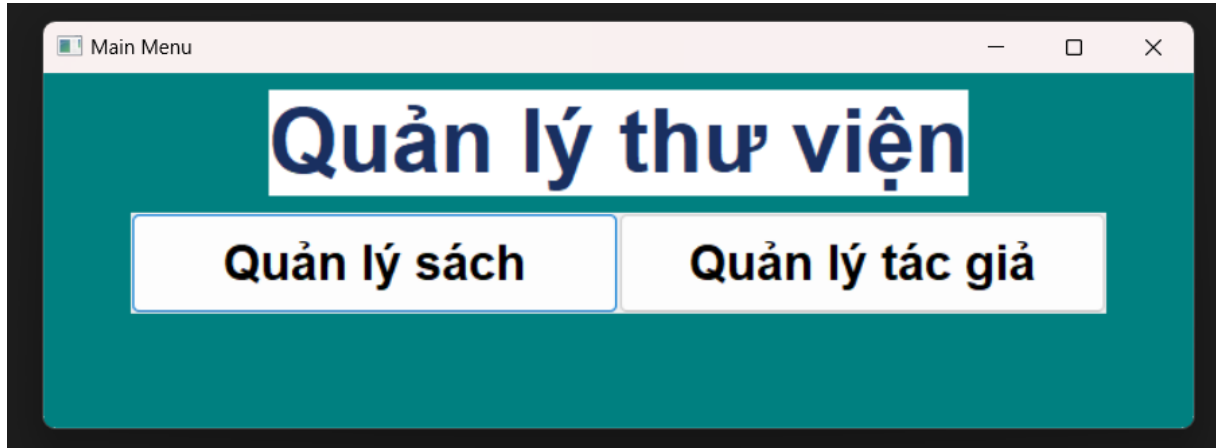 Main Menu
Quản lý thư viện
Quản lý sách Quản lý tác giả